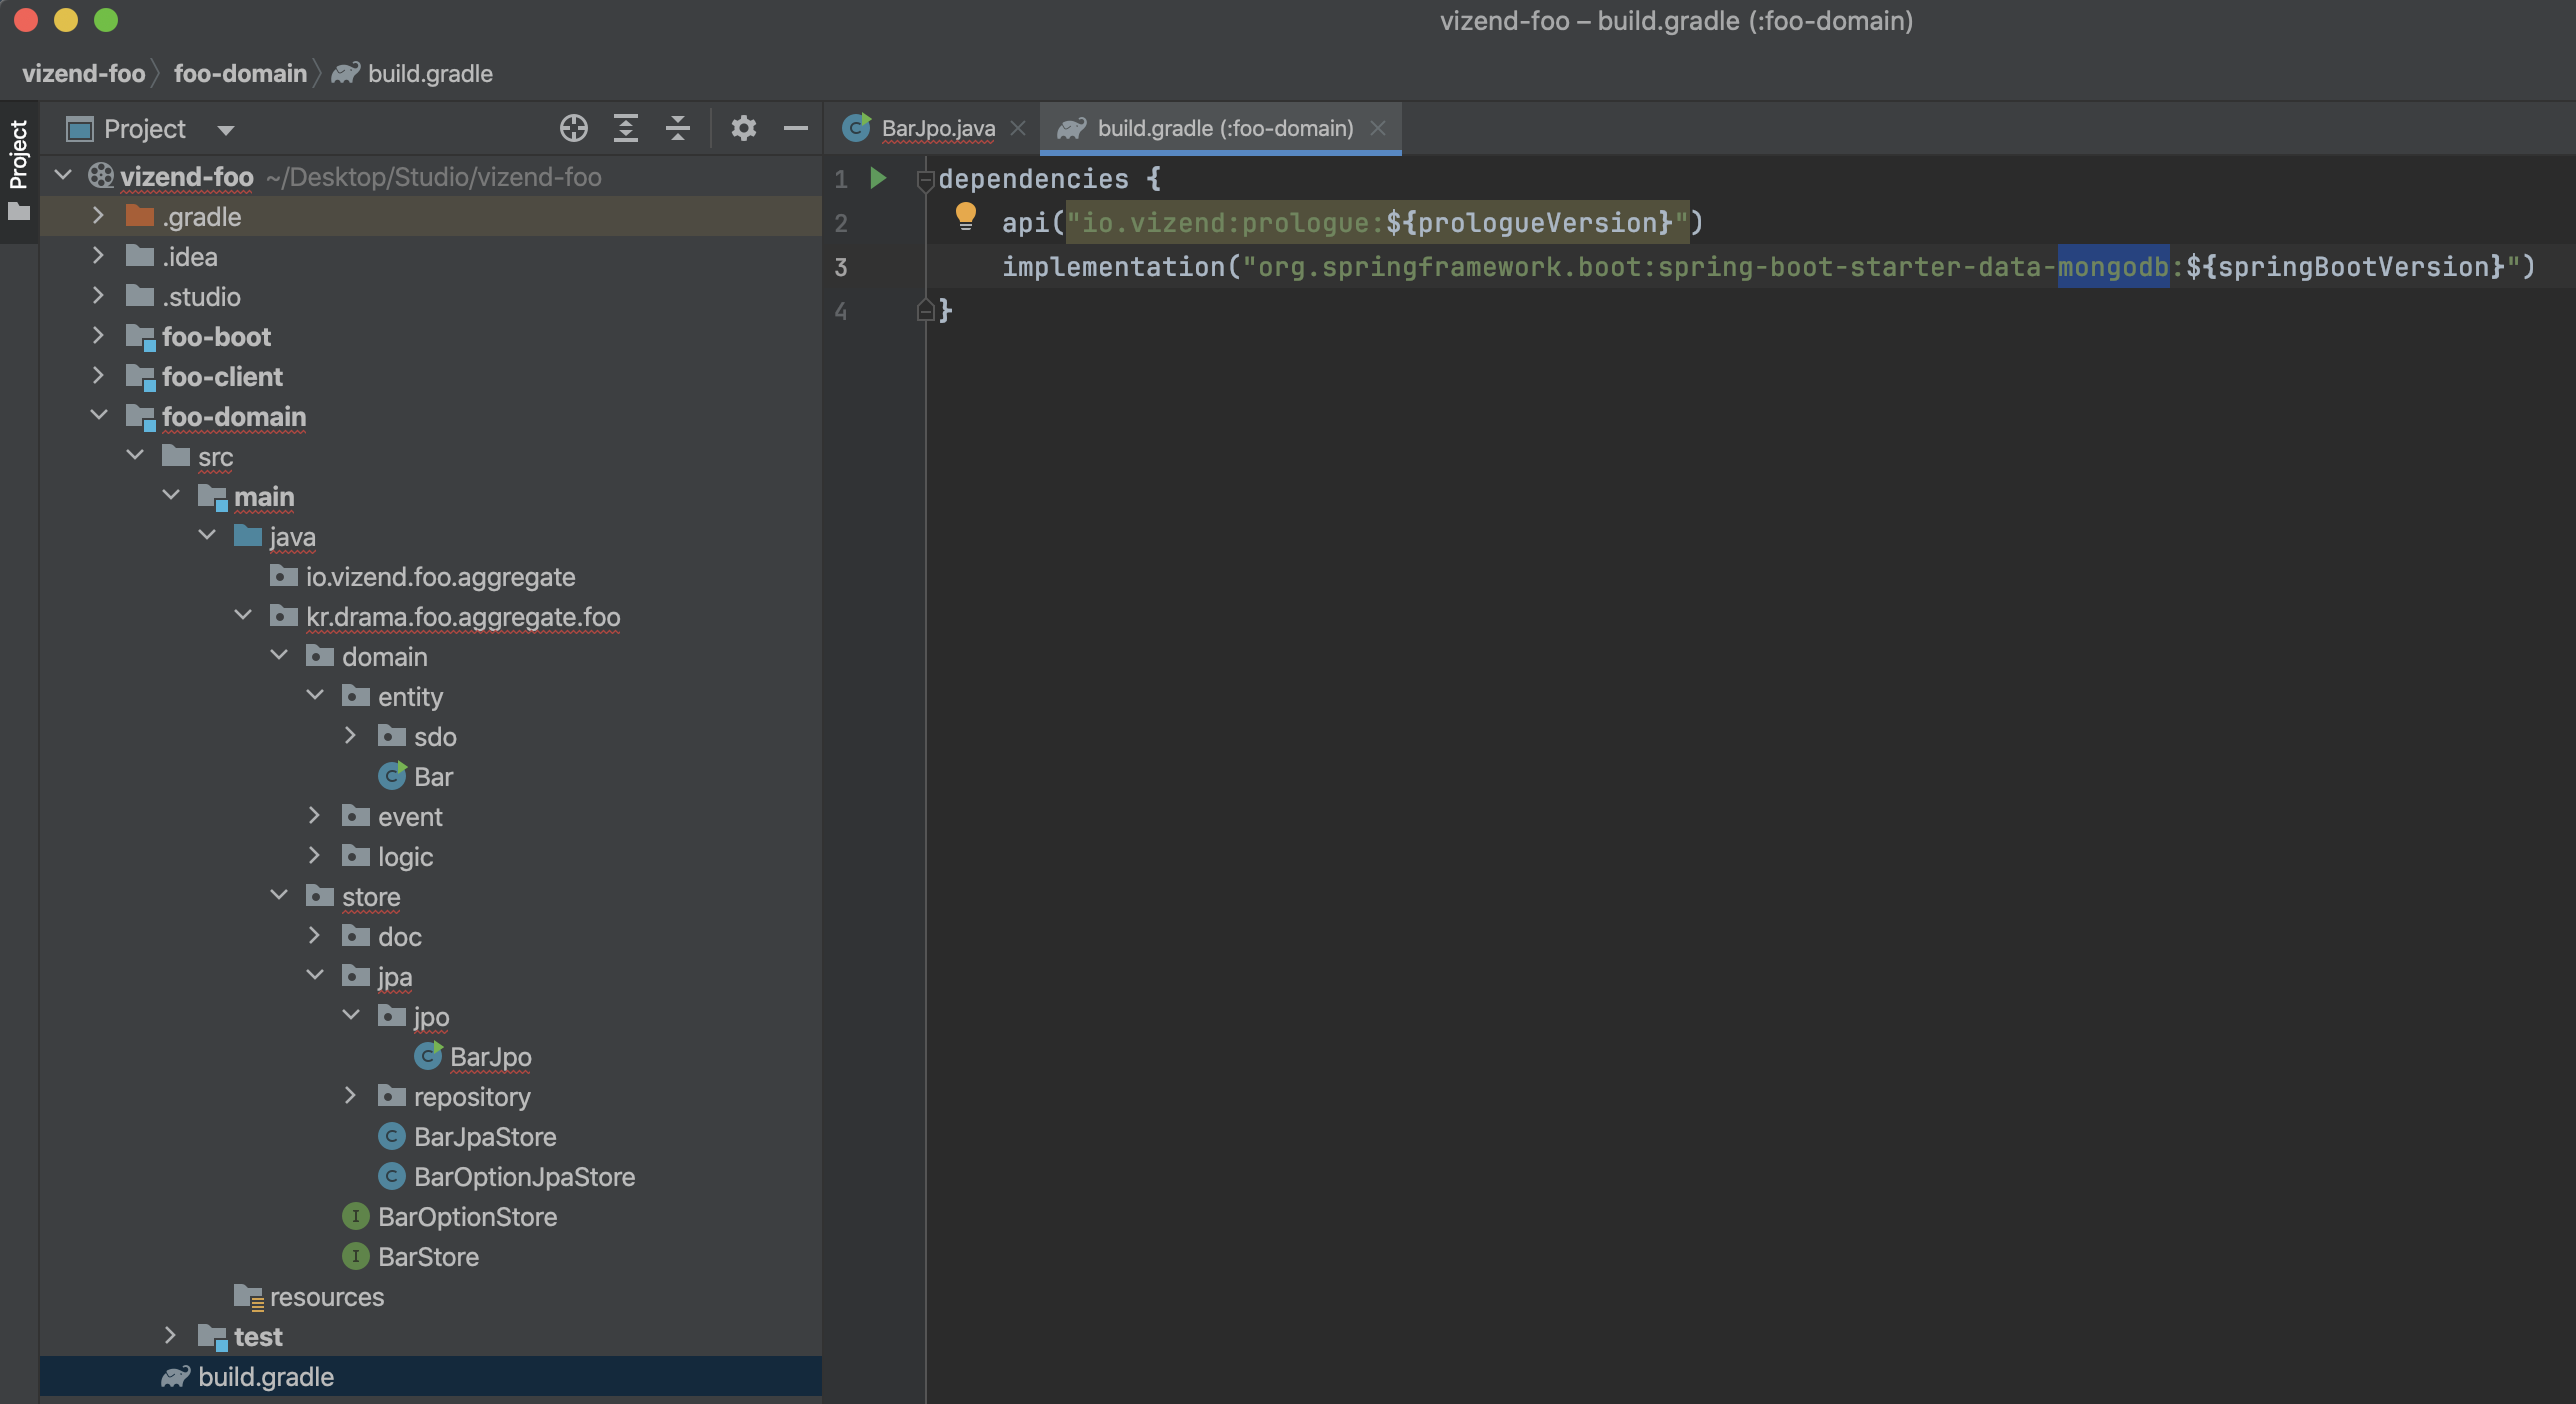 vizend-foo – build.gradle (:foo-domain)
vizend-foo foo-domain build.gradle
Project
Project
BarJpo.java build.gradle (:foo-domain)
vizend-foo ~/Desktop/Studio/vizend-foo
.gradle
.idea
.studio
foo-boot
foo-client
foo-domain
src
main
java
io.vizend.foo.aggregate
kr.drama.foo.aggregate.foo
domain
entity
sdo
Bar
event
logic
store
doc
jpa
jpo
BarJpo
repository
BarJpaStore
BarOptionJpaStore
BarOptionStore
BarStore
resources
test
build.gradle
1 dependencies {
2 api("io.vizend:prologue:${prologueVersion}")
3 implementation("org.springframework.boot:spring-boot-starter-data-mongodb:${springBootVersion}")
4 }